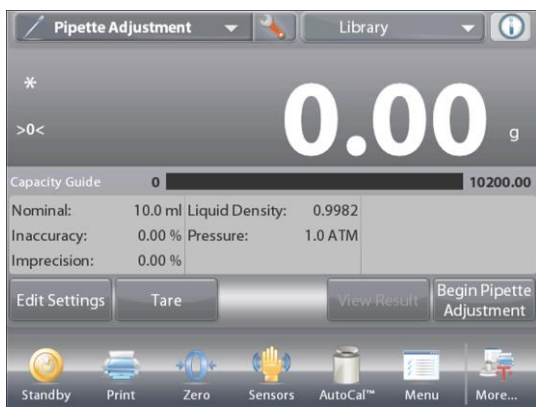 Pipette Adjustment Library
*
>0<
0.00 g
Capacity Guide 0 10200.00
Nominal: 10.0 ml Liquid Density: 0.9982
Inaccuracy: 0.00 % Pressure: 1.0 ATM
Imprecision: 0.00 %
Edit Settings Tare View Result Begin Pipette
Adjustment
Standby Print Zero Sensors AutoCal™ Menu More...